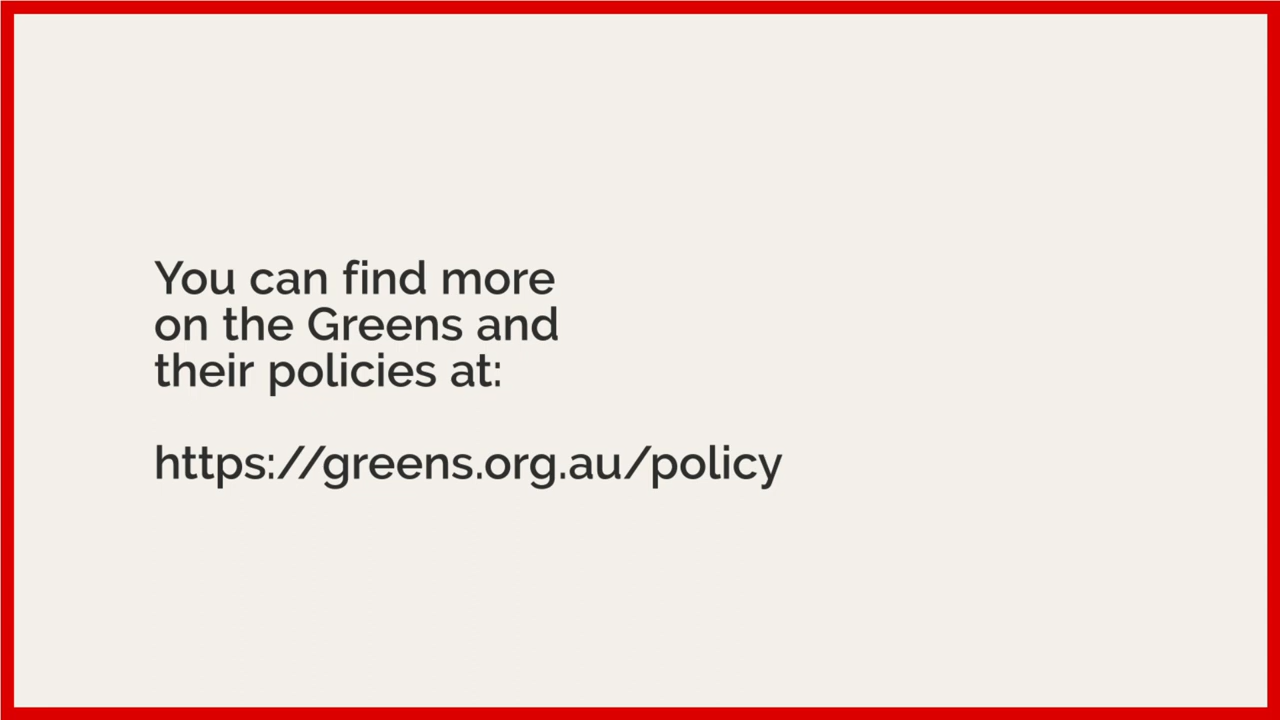 You can find more
on the Greens and
their policies at:
https://greens.org.au/policy